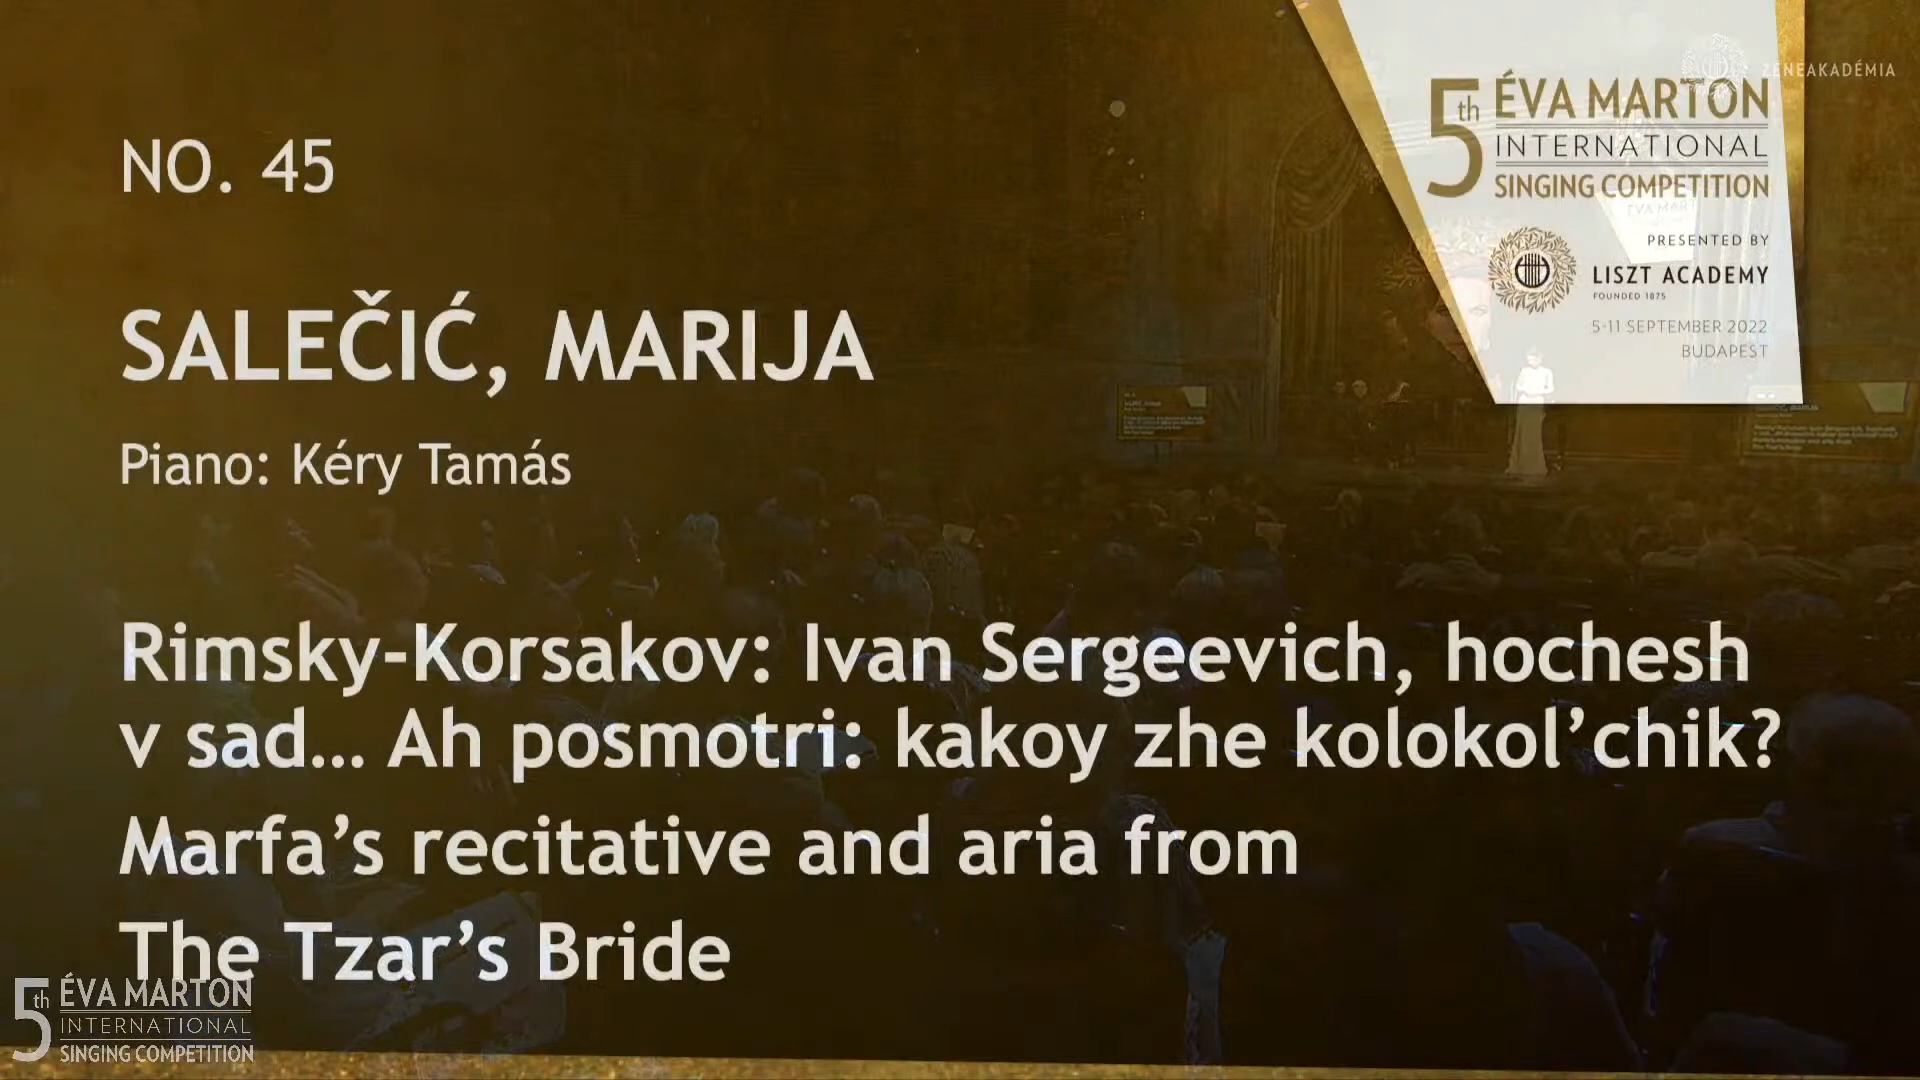 NO. 45
SALEČIĆ, MARIJA
Piano: Kéry Tamás
Rimsky-Korsakov: Ivan Sergeevich, hochesh
v sad... Ah posmotri: kakoy zhe kolokol’chik?
Marfa’s recitative and aria from
The Tzar’s Bride
5th ÉVA MARTON
INTERNATIONAL
SINGING COMPETITION
PRESENTED BY
LISZT ACADEMY
FOUNDED 1875
5-11 SEPTEMBER 2022
BUDAPEST
ZENEAKADÉMIA
5th ÉVA MARTON
INTERNATIONAL
SINGING COMPETITION